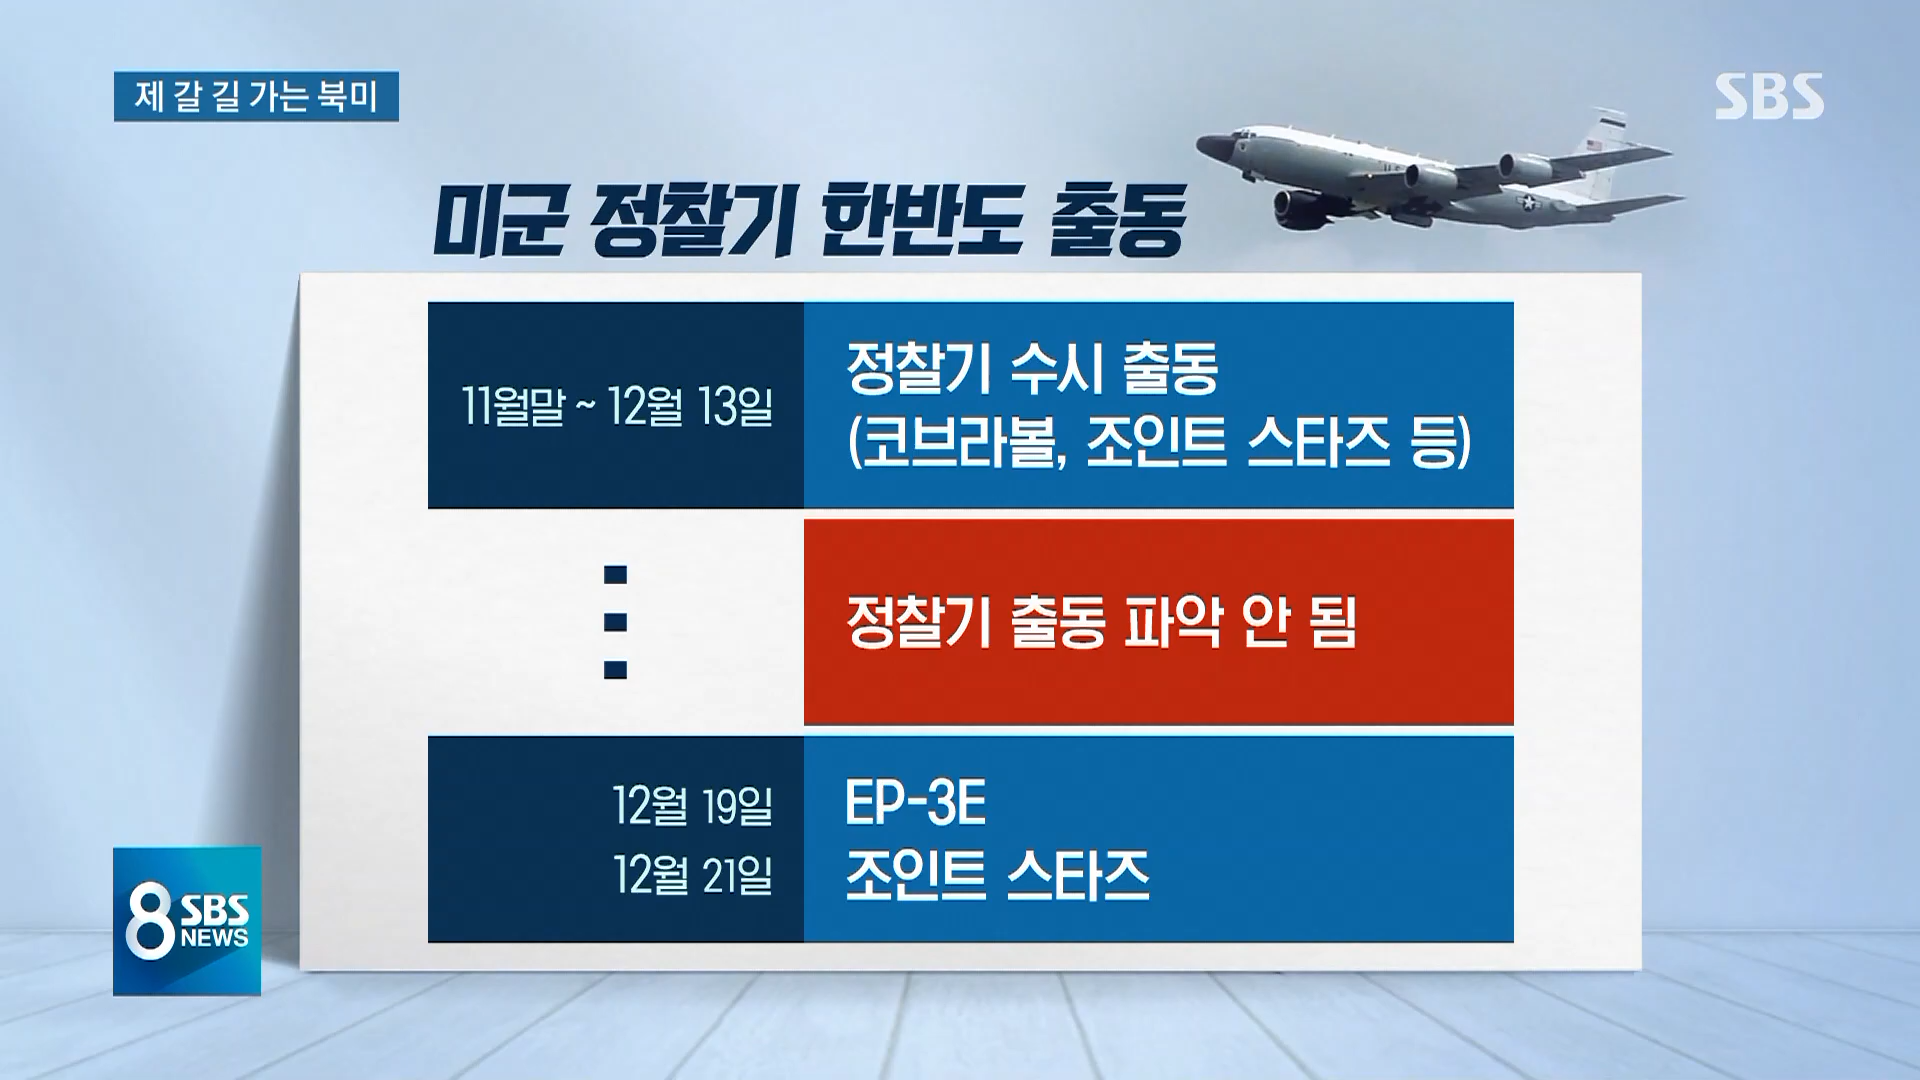 제 갈 길 가는 북미
SBS
미군 정찰기 한반도 출동
11월말 ~ 12월 13일
정찰기 수시 출동
(코브라볼, 조인트 스타즈 등)
정찰기 출동 파악 안 됨
12월 19일 EP-3E
12월 21일 조인트 스타즈
8 SBS
NEWS